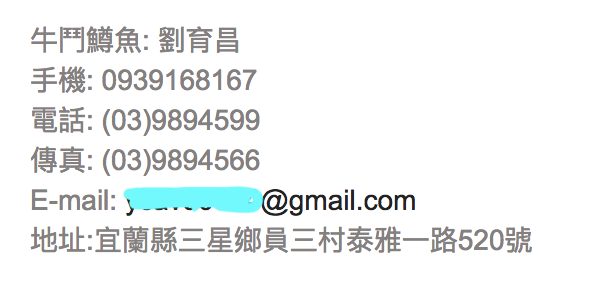 牛鬥鱒魚: 劉育昌
手機: 0939168167
電話: (03)9894599
傳真: (03)9894566
E-mail: @gmail.com
地址:宜蘭縣三星鄉員三村泰雅一路520號